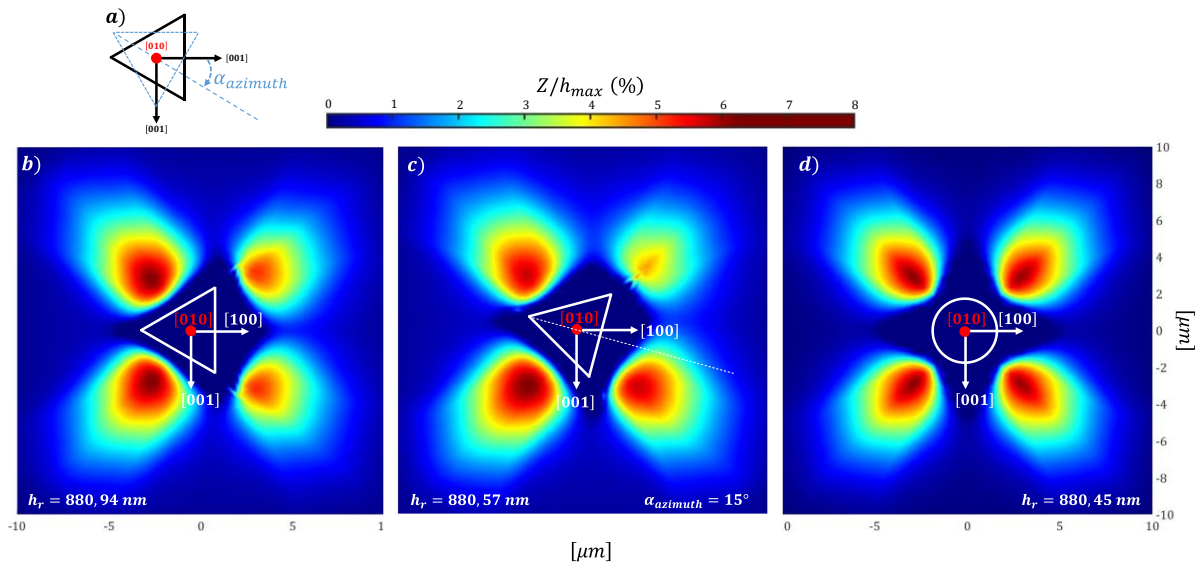 a)
[010]
[001]
α_azimuth
[001]
Z/h_max (%)
0 1 2 3 4 5 6 7 8
b)
[010] [100]
[001]
h_r = 880,94 nm
c)
[010]
[100]
[001]
h_r = 880,57 nm
α_azimuth = 15°
d)
[010] [100]
[001]
h_r = 880,45 nm
10
8
6
4
2
0
-2
-4
-6
-8
-10
[μm]
-10 -5 0 5 1
0 -5 0 5 10
[μm]